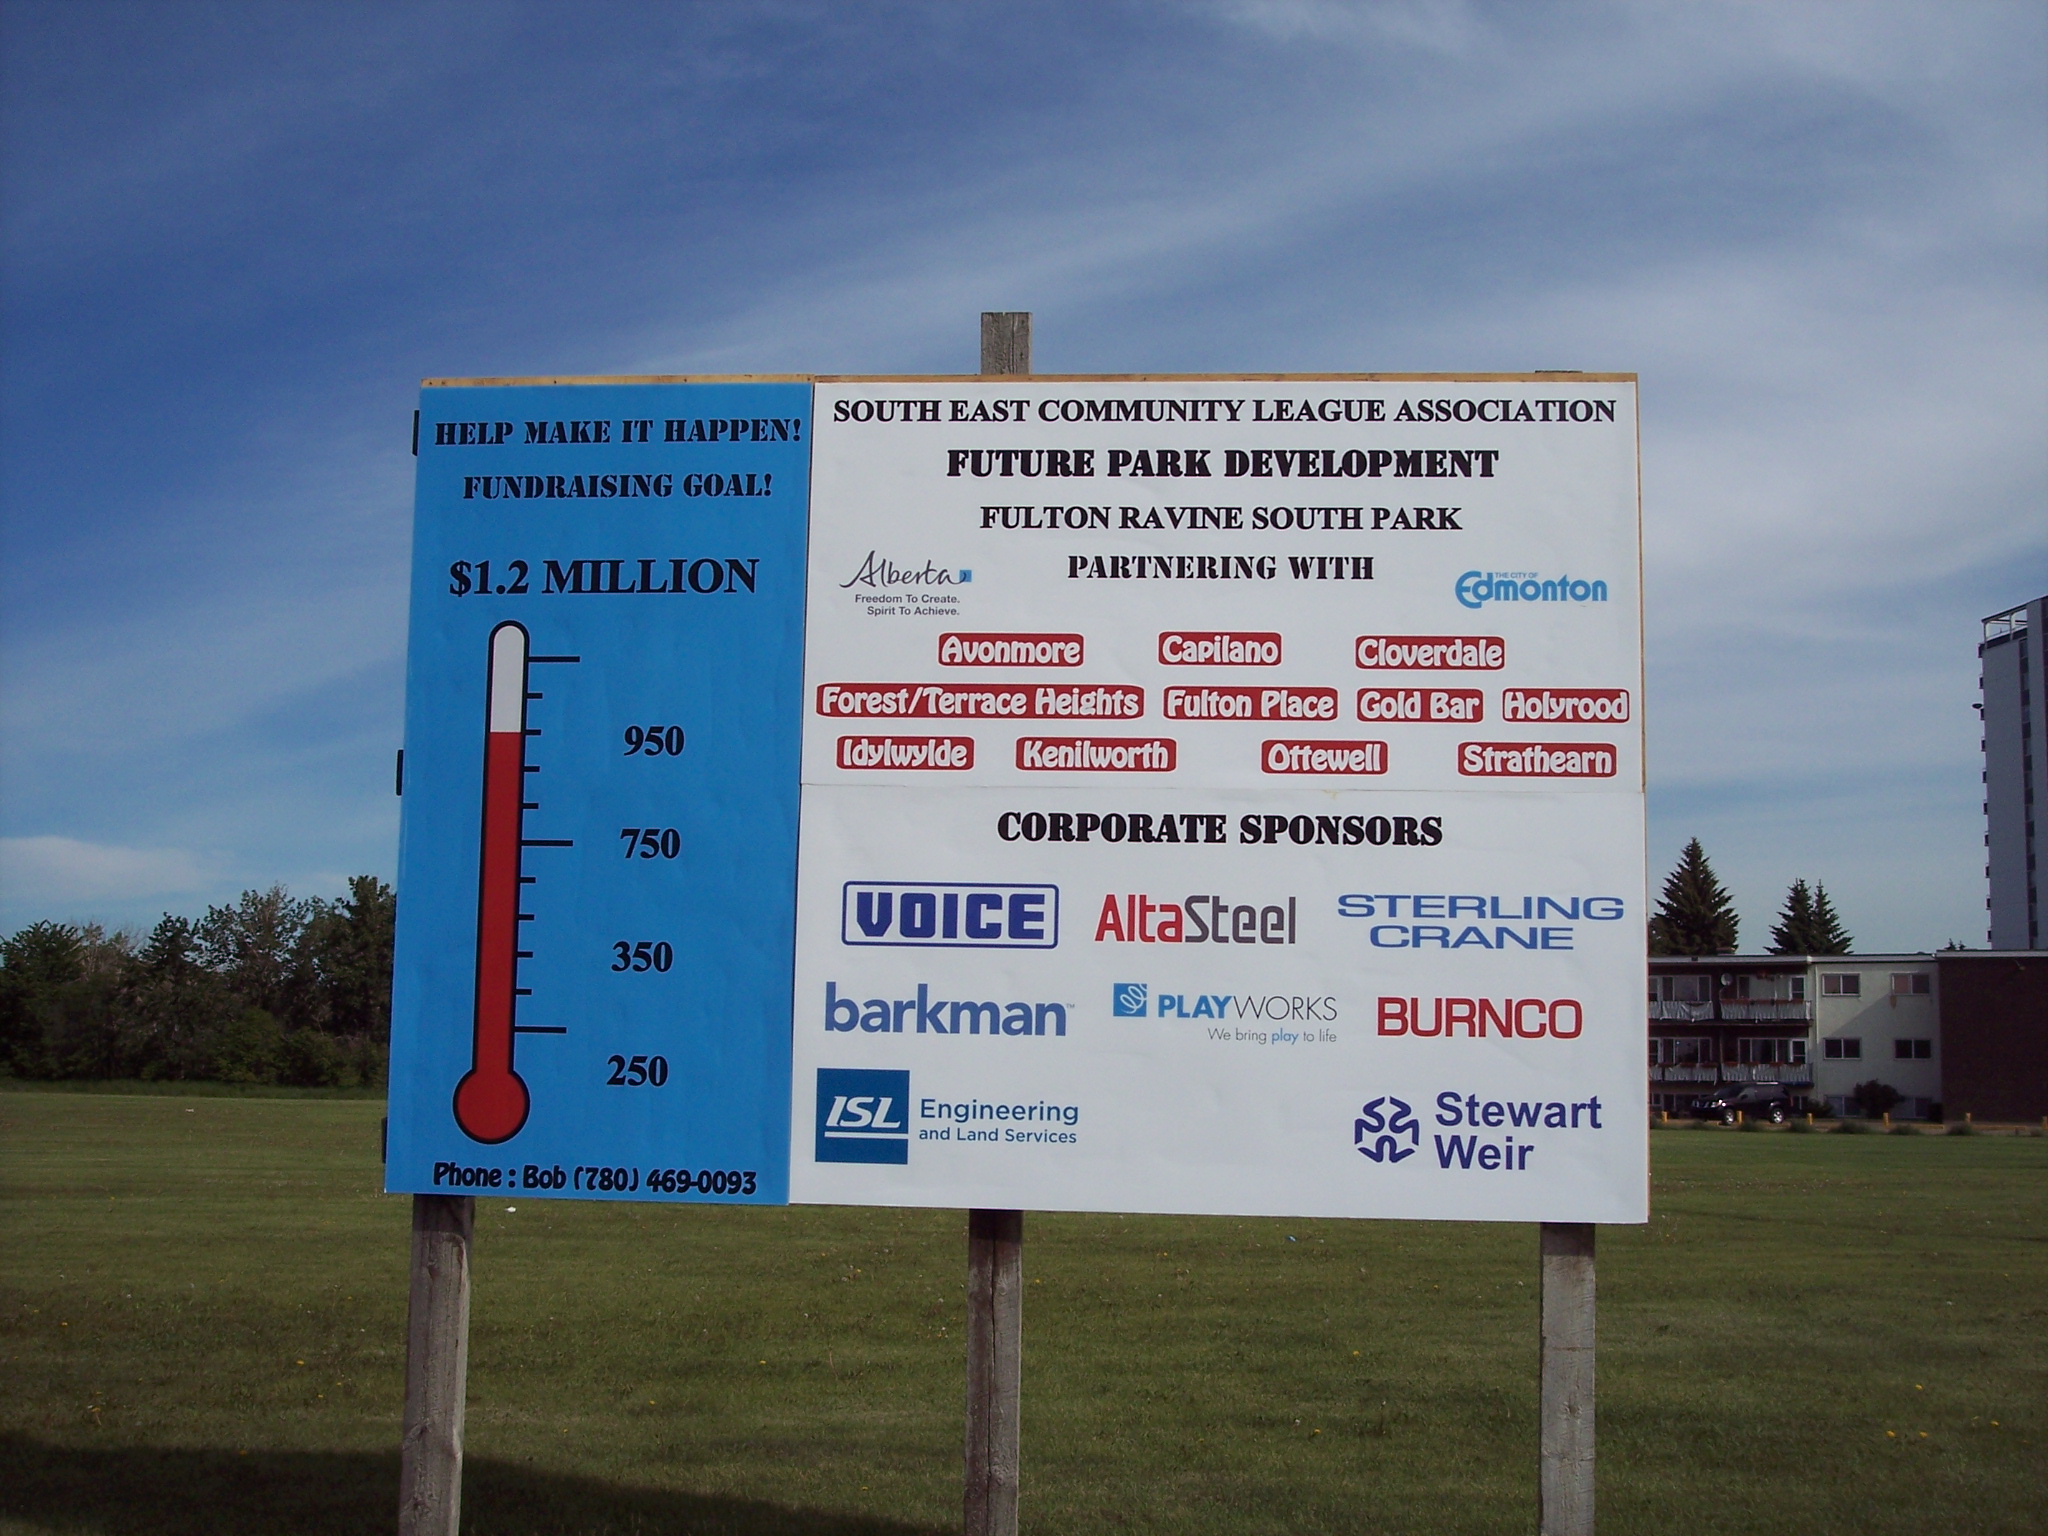 HELP MAKE IT HAPPEN!
FUNDRAISING GOAL!
$1.2 MILLION
950
750
350
250
Phone : Bob (780) 469-0093
SOUTH EAST COMMUNITY LEAGUE ASSOCIATION
FUTURE PARK DEVELOPMENT
FULTON RAVINE SOUTH PARK
PARTNERING WITH
Alberta
Freedom To Create.
Spirit To Achieve.
THE CITY OF
Edmonton
Avonmore Capilano Cloverdale
Forest/Terrace Heights Fulton Place Gold Bar Holyrood
Idylwylde Kenilworth Ottewell Strathearn
CORPORATE SPONSORS
VOICE AltaSteel STERLING
CRANE
barkman™ PLAYWORKS BURNCO
We bring play to life
ISL Engineering
and Land Services
Stewart
Weir